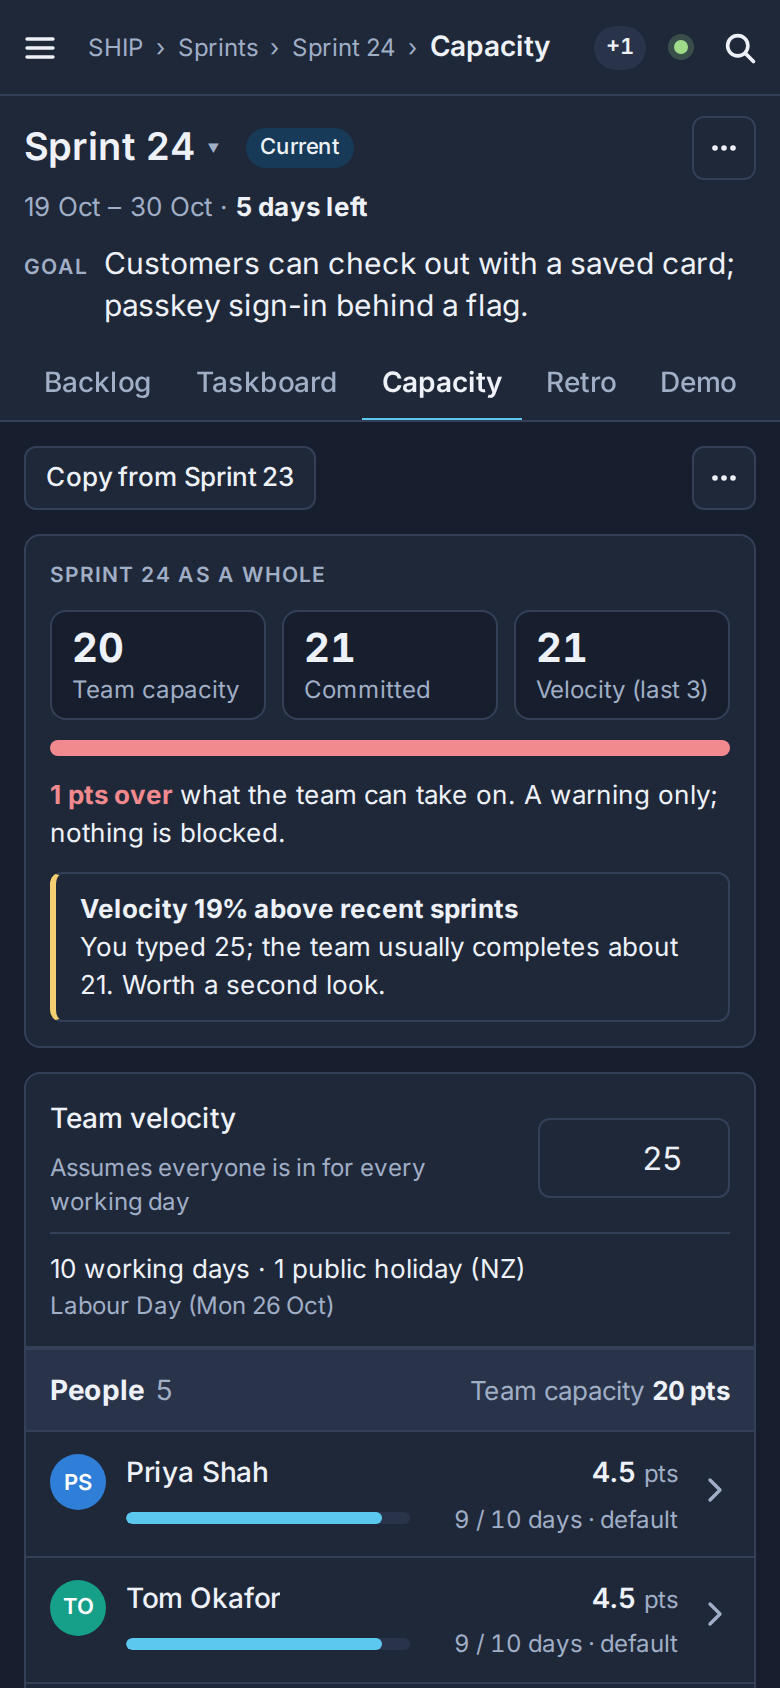 SHIP › Sprints › Sprint 24 › Capacity +1
Sprint 24 ▾ Current
19 Oct – 30 Oct · 5 days left
GOAL Customers can check out with a saved card;
passkey sign-in behind a flag.
Backlog Taskboard Capacity Retro Demo
Copy from Sprint 23
SPRINT 24 AS A WHOLE
20 21 21
Team capacity Committed Velocity (last 3)
1 pts over what the team can take on. A warning only;
nothing is blocked.
Velocity 19% above recent sprints
You typed 25; the team usually completes about
21. Worth a second look.
Team velocity
Assumes everyone is in for every
working day
25
10 working days · 1 public holiday (NZ)
Labour Day (Mon 26 Oct)
People 5 Team capacity 20 pts
PS Priya Shah 4.5 pts
9 / 10 days · default
TO Tom Okafor 4.5 pts
9 / 10 days · default